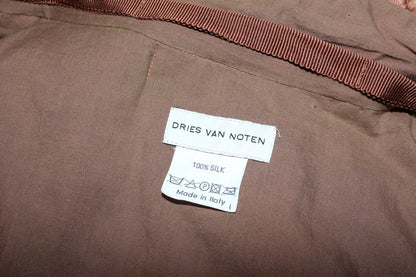 DRIES VAN NOTEN
100% SILK
Made in Italy